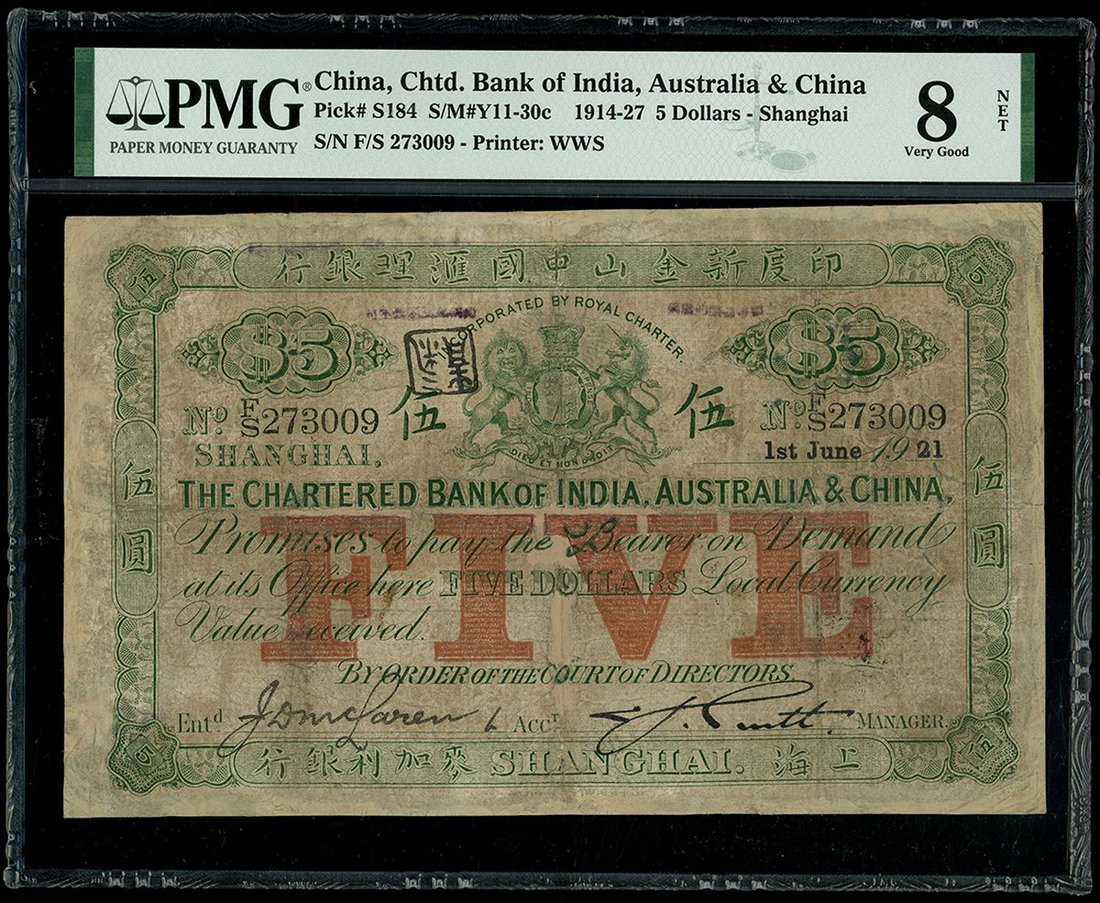 PMG®
PAPER MONEY GUARANTY
China, Chtd. Bank of India, Australia & China
Pick# S184 S/M#Y11-30c 1914-27 5 Dollars - Shanghai
S/N F/S 273009 - Printer: WWS
8
Very Good
NET
伍
印度新金山中國滙理銀行
5
INCORPORATED BY ROYAL CHARTER.
$5
$5
伍
伍
DIEU ET MON DROIT
No F/S 273009
No F/S 273009
SHANGHAI,
1st June 1921
THE CHARTERED BANK OF INDIA, AUSTRALIA & CHINA,
FIVE
Promises to pay the Bearer on Demand
at its Office here FIVE DOLLARS Local Currency
Value received.
伍圓
伍圓
BY ORDER OF THE COURT OF DIRECTORS.
Entd. J D McLaren Acct.
MANAGER.
5
上海 SHANGHAI. 麥加利銀行
伍